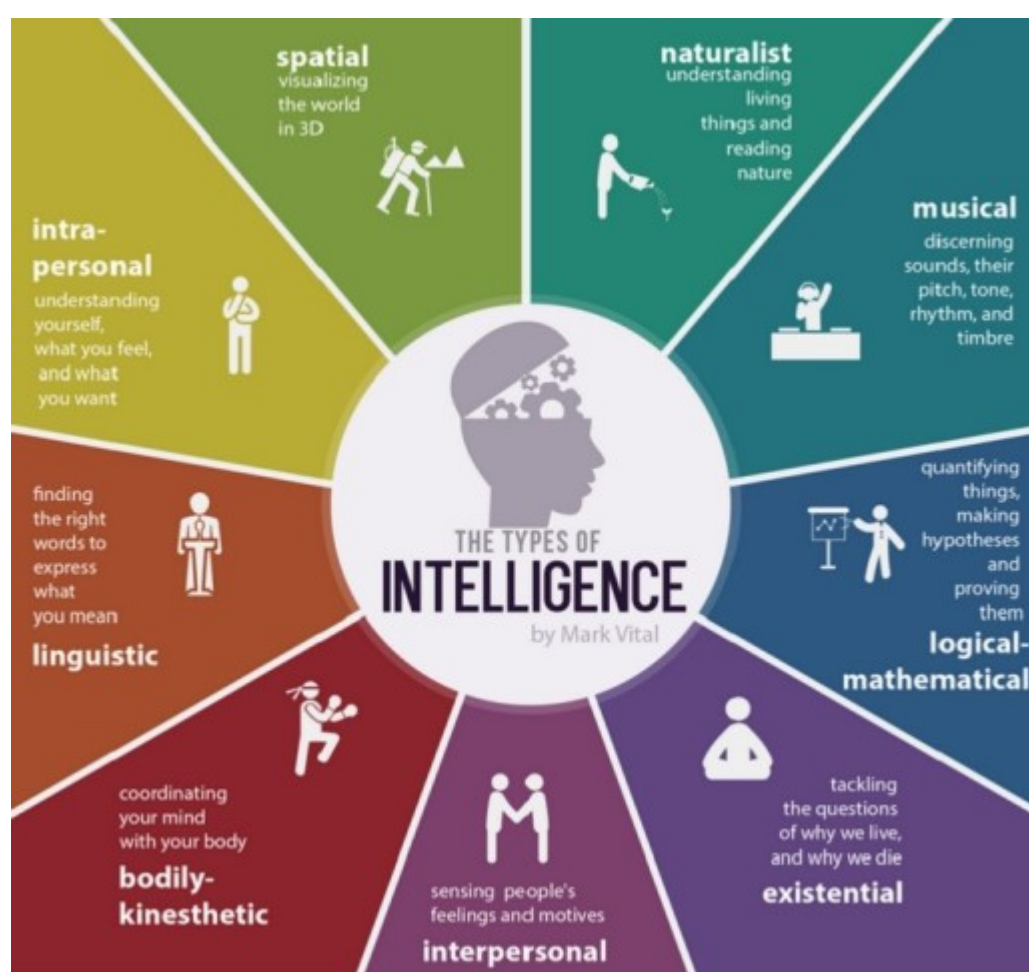 spatial
visualizing
the world
in 3D
naturalist
understanding
living
things and
reading
nature
musical
discerning
sounds, their
pitch, tone,
rhythm, and
timbre
quantifying
things,
making
hypotheses
and
proving
them
logical-
mathematical
tackling
the questions
of why we live,
and why we die
existential
sensing people's
feelings and motives
interpersonal
coordinating
your mind
with your body
bodily-
kinesthetic
finding
the right
words to
express
what
you mean
linguistic
intra-
personal
understanding
yourself,
what you feel,
and what
you want
THE TYPES OF
INTELLIGENCE
by Mark Vital